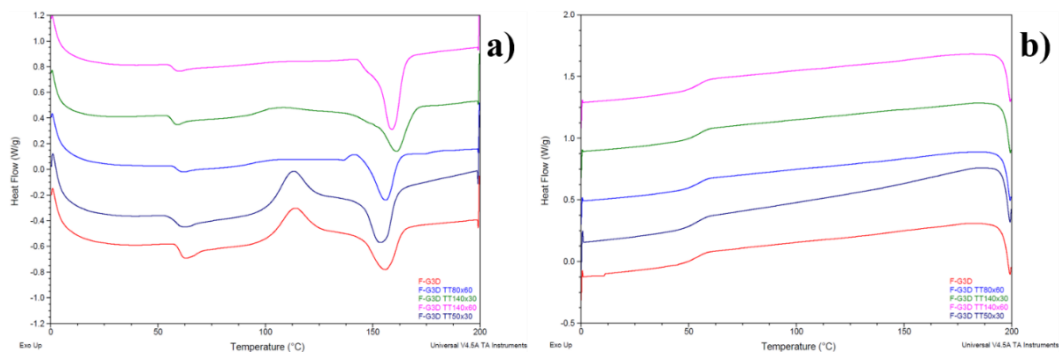 a)
1.2
1.0
0.8
0.6
0.4
0.2
0.0
-0.2
-0.4
-0.6
-0.8
-1.0
-1.2
Heat Flow (W/g)
F-G3D
F-G3D TT80x60
F-G3D TT140x30
F-G3D TT140x60
F-G3D TT50x30
0
50
100
150
200
Exo Up
Temperature (°C)
Universal V4.5A TA Instruments
b)
2.0
1.5
1.0
0.5
0.0
-0.5
Heat Flow (W/g)
F-G3D
F-G3D TT80x60
F-G3D TT140x30
F-G3D TT140x60
F-G3D TT50x30
0
50
100
150
200
Exo Up
Temperature (°C)
Universal V4.5A TA Instruments